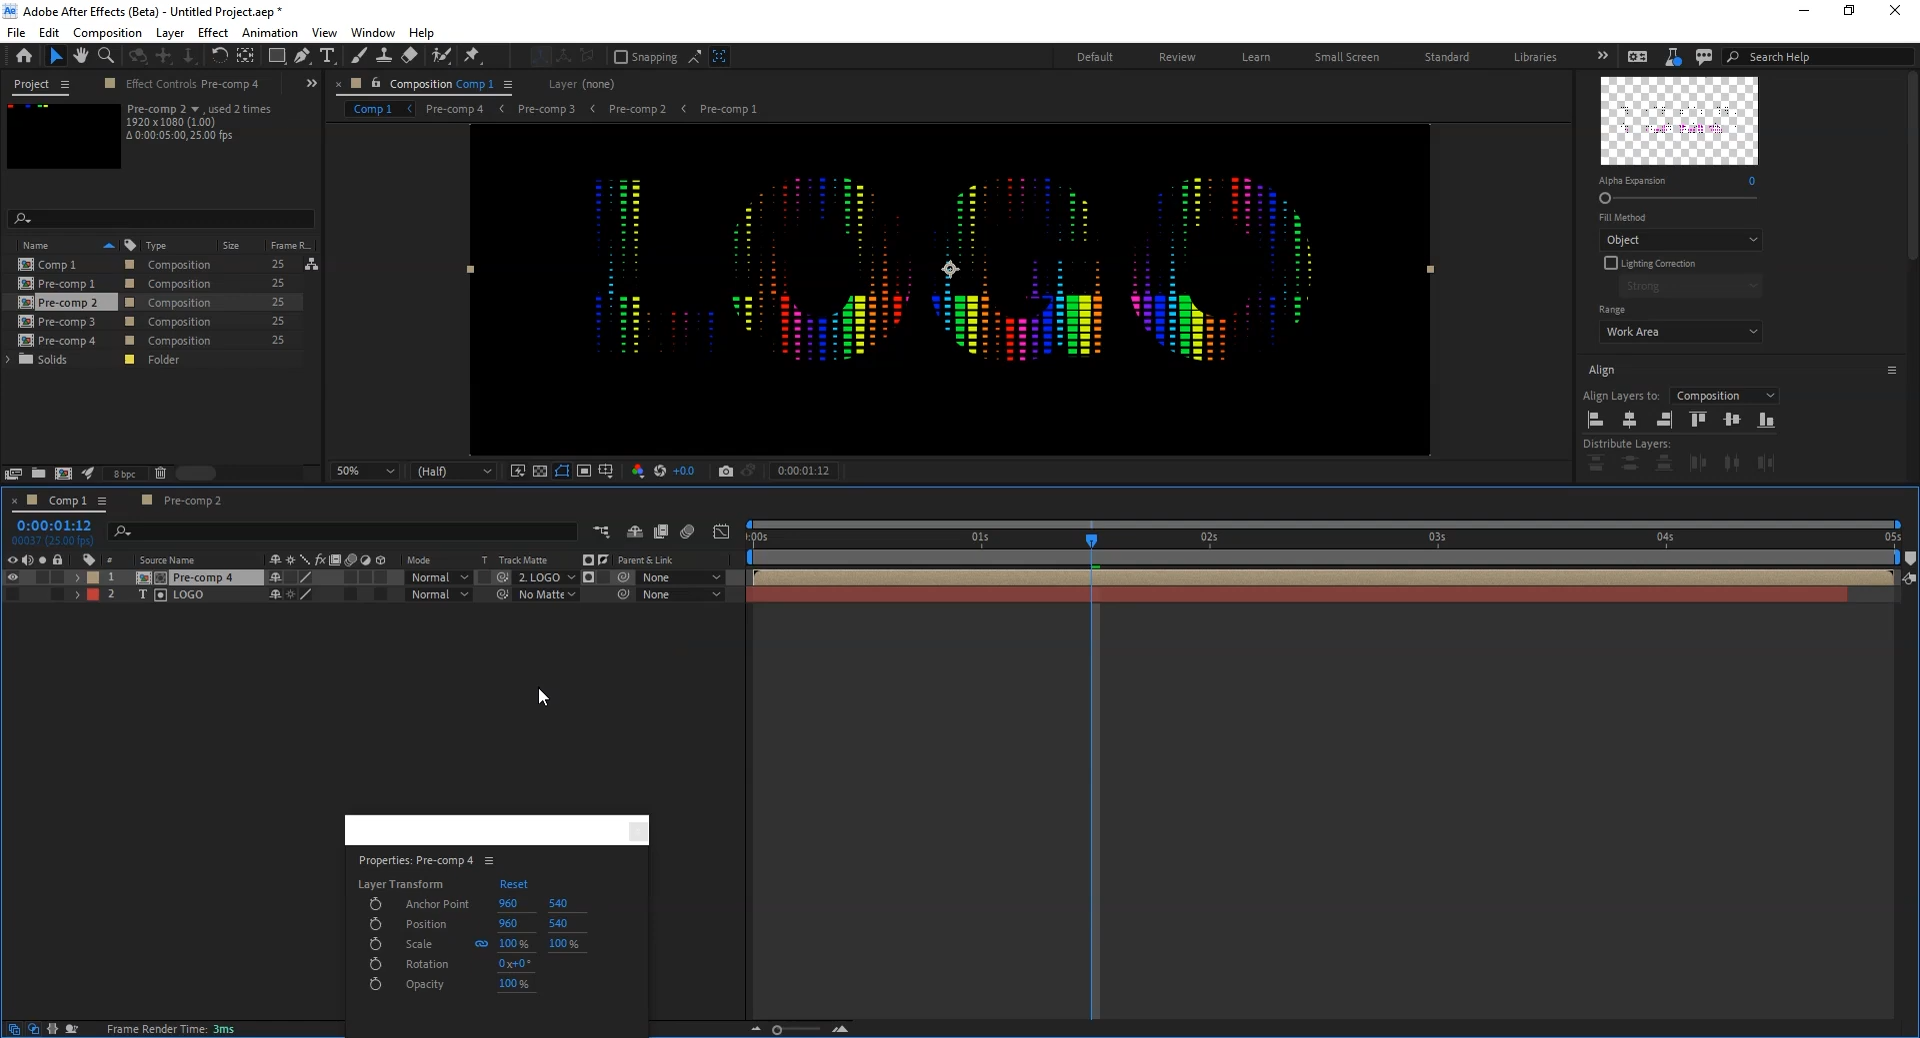 Adobe After Effects (Beta) - Untitled Project.aep *
File Edit Composition Layer Effect Animation View Window Help
Snapping Default Review Learn Small Screen Standard Libraries Search Help
Project Effect Controls Pre-comp 4
Composition Comp 1 Layer (none)
Comp 1 Pre-comp 4 Pre-comp 3 Pre-comp 2 Pre-comp 1
Pre-comp 2 , used 2 times
1920 x 1080 (1.00)
Δ 0:00:05:00, 25.00 fps
Name Type Size Frame R...
Comp 1 Composition 25
Pre-comp 1 Composition 25
Pre-comp 2 Composition 25
Pre-comp 3 Composition 25
Pre-comp 4 Composition 25
Solids Folder
8 bpc
LOGO
50% (Half) +0.0 0:00:01:12
Alpha Expansion 0
Fill Method
Object
Lighting Correction
Strong
Range
Work Area
Align
Align Layers to: Composition
Distribute Layers:
Comp 1 Pre-comp 2
0:00:01:12
00037 (25.00 fps)
:00s 01s 02s 03s 04s 05s
# Source Name fx Mode T Track Matte Parent & Link
1 Pre-comp 4 Normal 2. LOGO None
2 T LOGO Normal No Matte None
Properties: Pre-comp 4
Layer Transform Reset
Anchor Point 960 540
Position 960 540
Scale 100 % 100 %
Rotation 0x+0°
Opacity 100 %
Frame Render Time: 3ms